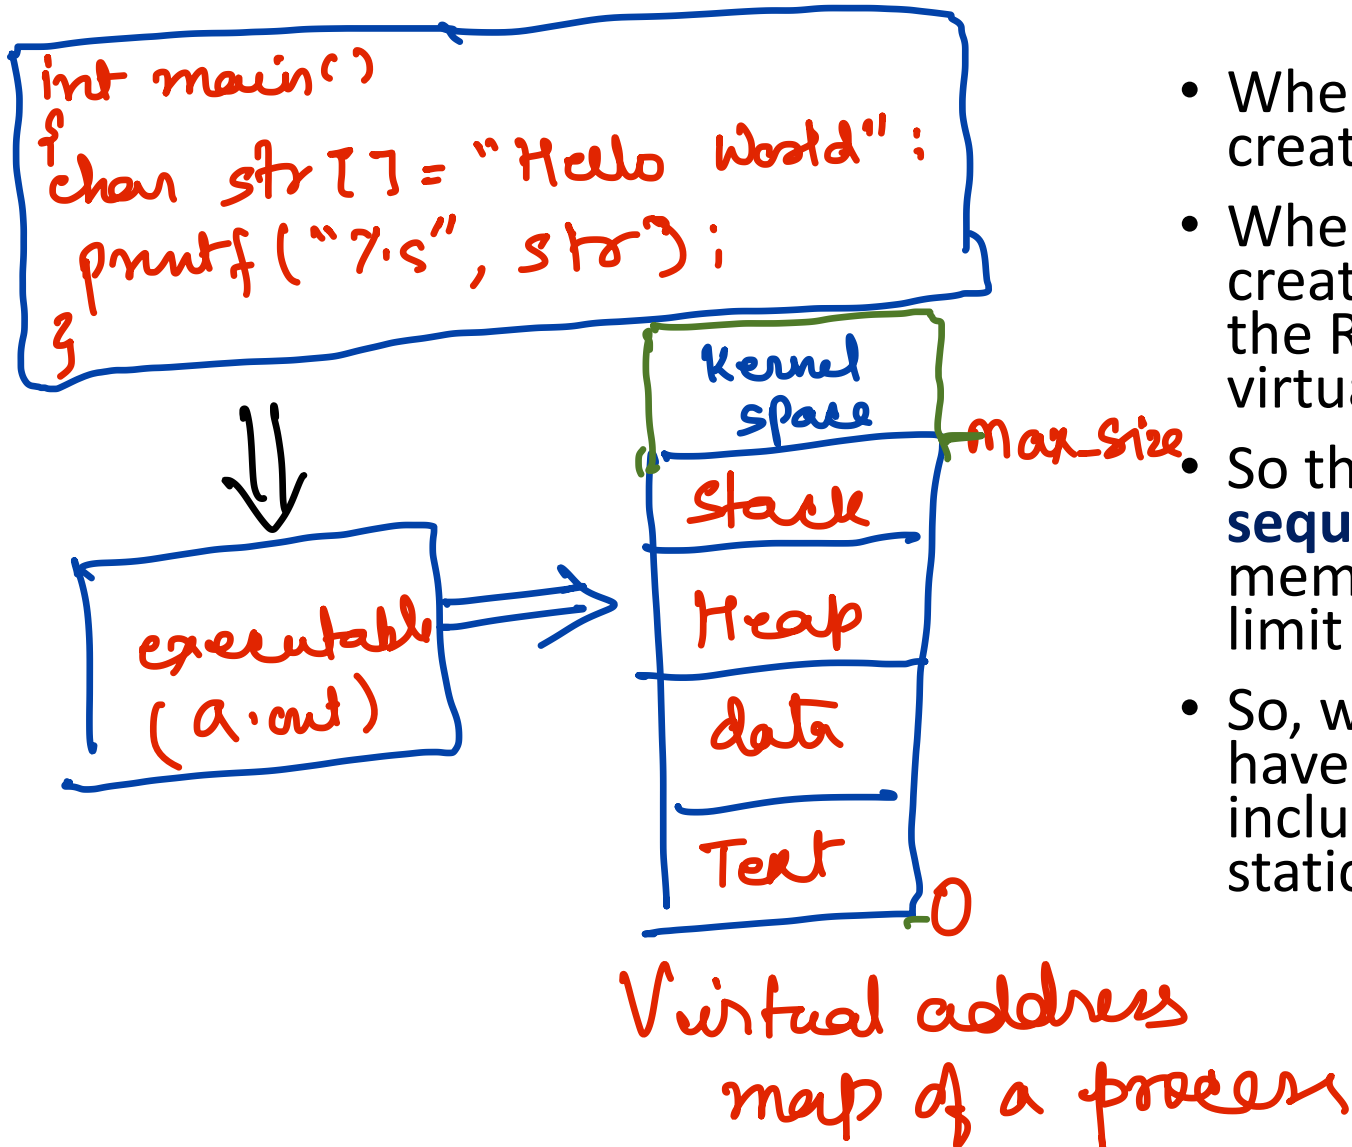 int main()
{
char str[] = "Hello World":
printf("%s", str);
}
executable
(a.out)
Kernel
space
Max_Size
Stack
Heap
data
Text
0
Virtual address
map of a process
• Whe
creat
• Whe
creat
the R
virtua
• So th
sequ
mem
limit
• So, w
have
inclu
static